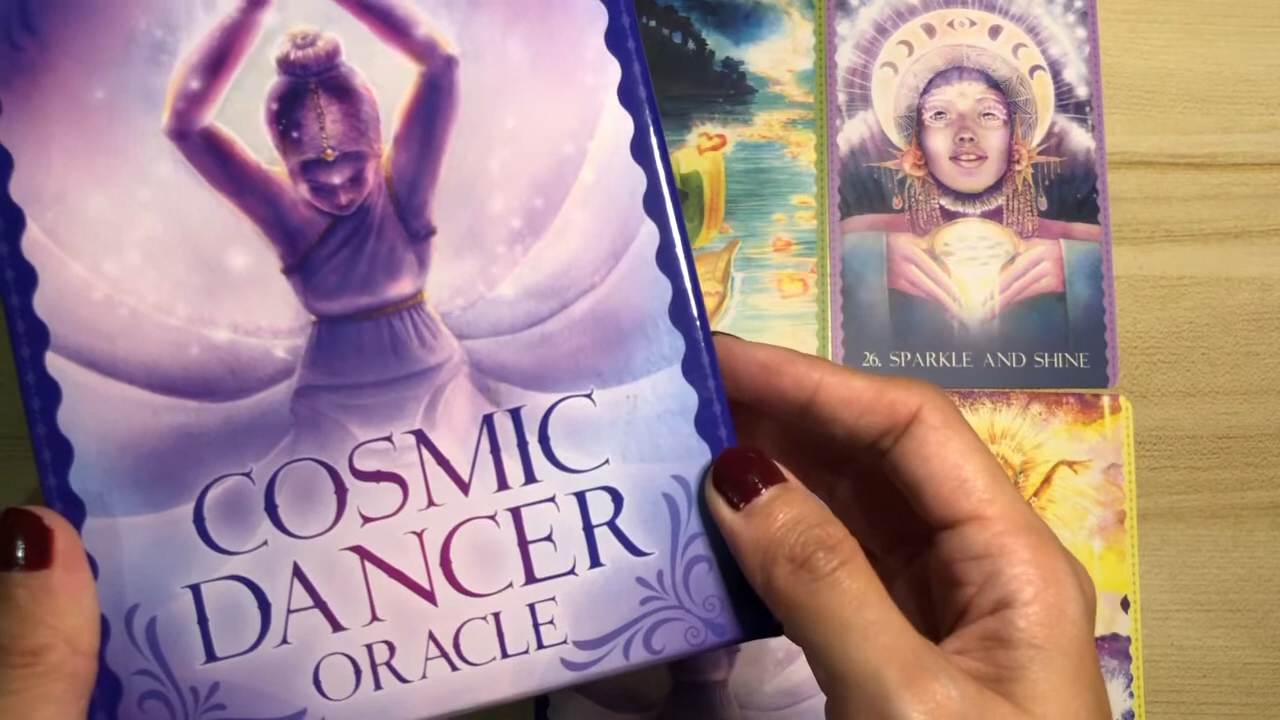 COSMIC
DANCER
ORACLE
26. SPARKLE AND SHINE